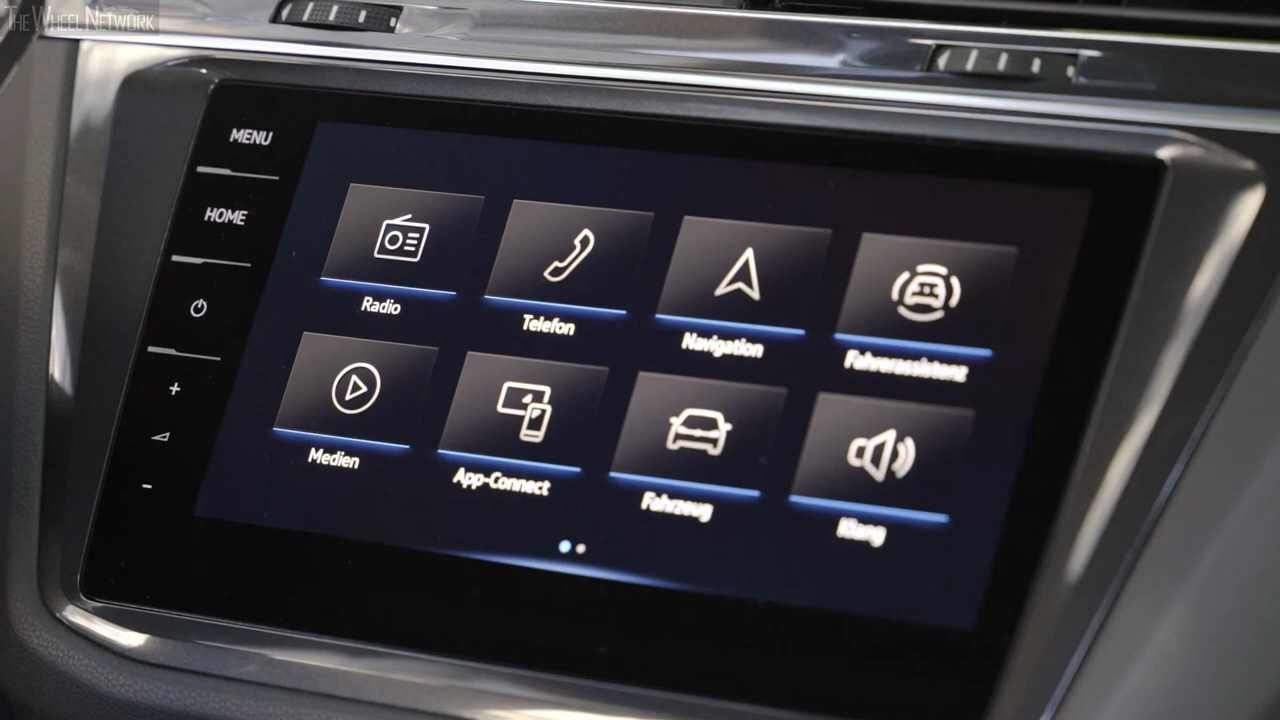 THE WHEEL NETWORK
MENU
HOME
Radio
Telefon
Navigation
Fahrerassistenz
Medien
App-Connect
Fahrzeug
Klang
+
-